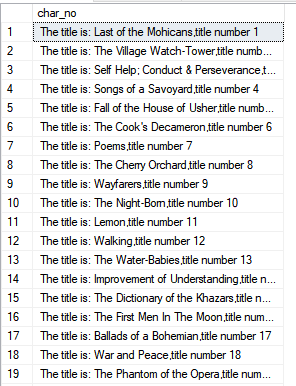 char_no
1 The title is: Last of the Mohicans,title number 1
2 The title is: The Village Watch-Tower,title numb...
3 The title is: Self Help; Conduct & Perseverance,t...
4 The title is: Songs of a Savoyard,title number 4
5 The title is: Fall of the House of Usher,title numb...
6 The title is: The Cook's Decameron,title number 6
7 The title is: Poems,title number 7
8 The title is: The Cherry Orchard,title number 8
9 The title is: Wayfarers,title number 9
10 The title is: The Night-Born,title number 10
11 The title is: Lemon,title number 11
12 The title is: Walking,title number 12
13 The title is: The Water-Babies,title number 13
14 The title is: Improvement of Understanding,title n...
15 The title is: The Dictionary of the Khazars,title n...
16 The title is: The First Men In The Moon,title num...
17 The title is: Ballads of a Bohemian,title number 17
18 The title is: War and Peace,title number 18
19 The title is: The Phantom of the Opera,title num...